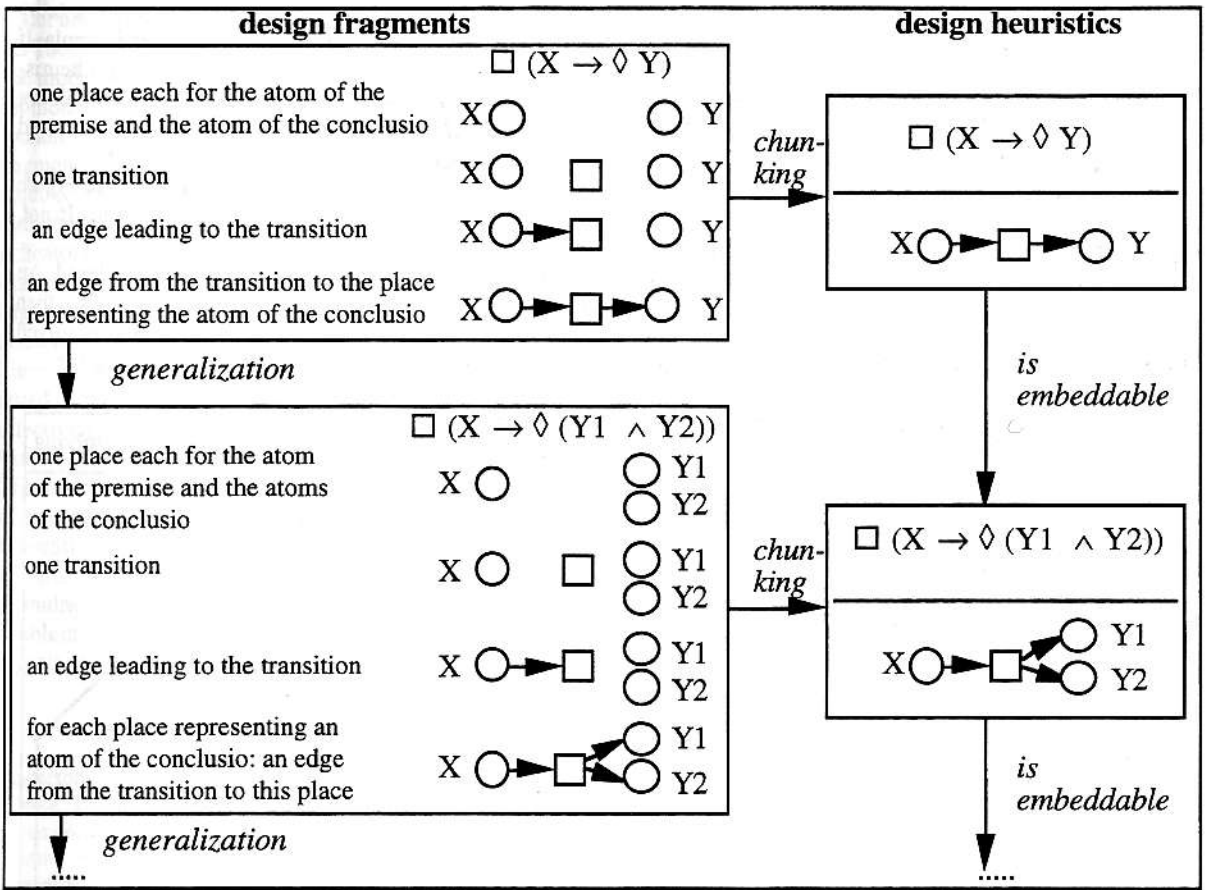 design fragments
design heuristics
□ (X → ◊ Y)
one place each for the atom of the
premise and the atom of the conclusio
X Y
one transition
X Y
an edge leading to the transition
X Y
an edge from the transition to the place
representing the atom of the conclusio
X Y
chun-
king
□ (X → ◊ Y)
X Y
generalization
is
embeddable
□ (X → ◊ (Y1 ∧ Y2))
one place each for the atom
of the premise and the atoms
of the conclusio
X Y1
Y2
one transition
X Y1
Y2
an edge leading to the transition
X Y1
Y2
for each place representing an
atom of the conclusio: an edge
from the transition to this place
X Y1
Y2
chun-
king
□ (X → ◊ (Y1 ∧ Y2))
X Y1
Y2
generalization
.....
is
embeddable
.....